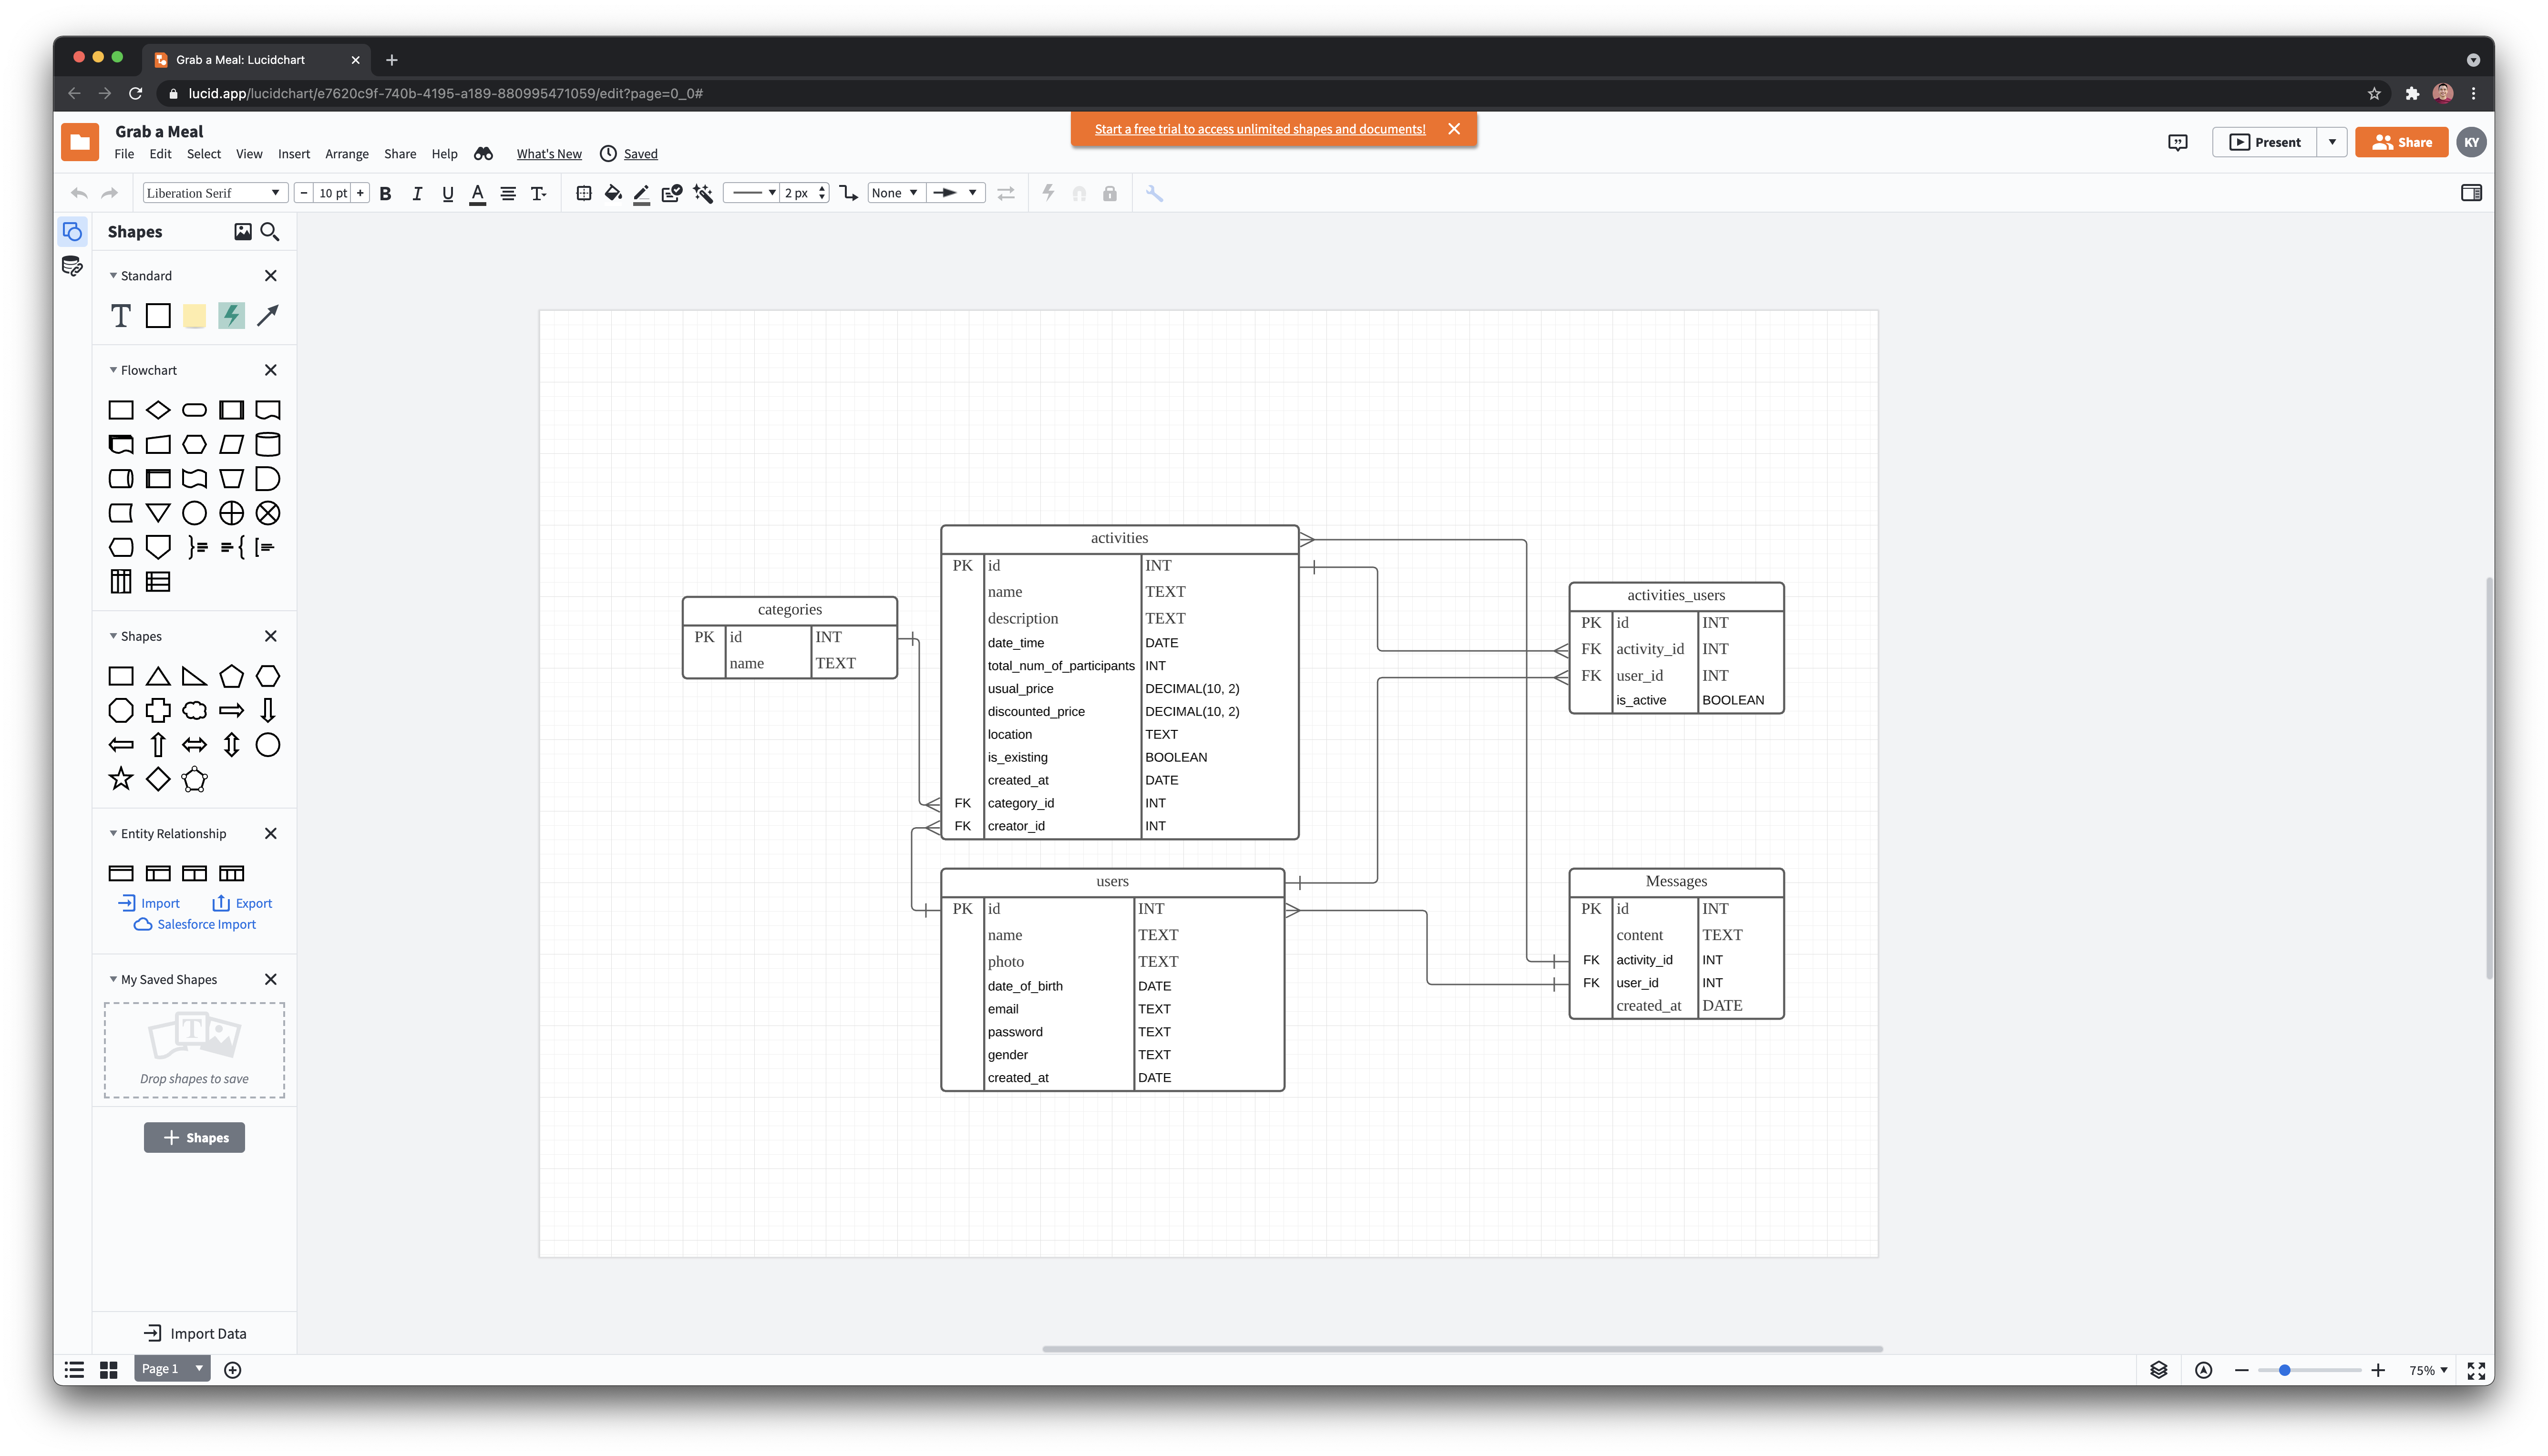 Grab a Meal: Lucidchart
lucid.app/lucidchart/e7620c9f-740b-4195-a189-880995471059/edit?page=0_0#
Grab a Meal
Start a free trial to access unlimited shapes and documents!
File Edit Select View Insert Arrange Share Help What's New Saved
Present
Share
KY
Liberation Serif
10 pt
B I U A T
2 px
None
Shapes
Standard
T
Flowchart
Shapes
Entity Relationship
Import Export
Salesforce Import
My Saved Shapes
T
Drop shapes to save
+ Shapes
Import Data
categories
PK id INT
name TEXT
activities
PK id INT
name TEXT
description TEXT
date_time DATE
total_num_of_participants INT
usual_price DECIMAL(10, 2)
discounted_price DECIMAL(10, 2)
location TEXT
is_existing BOOLEAN
created_at DATE
FK category_id INT
FK creator_id INT
users
PK id INT
name TEXT
photo TEXT
date_of_birth DATE
email TEXT
password TEXT
gender TEXT
created_at DATE
activities_users
PK id INT
FK activity_id INT
FK user_id INT
is_active BOOLEAN
Messages
PK id INT
content TEXT
FK activity_id INT
FK user_id INT
created_at DATE
Page 1
75%